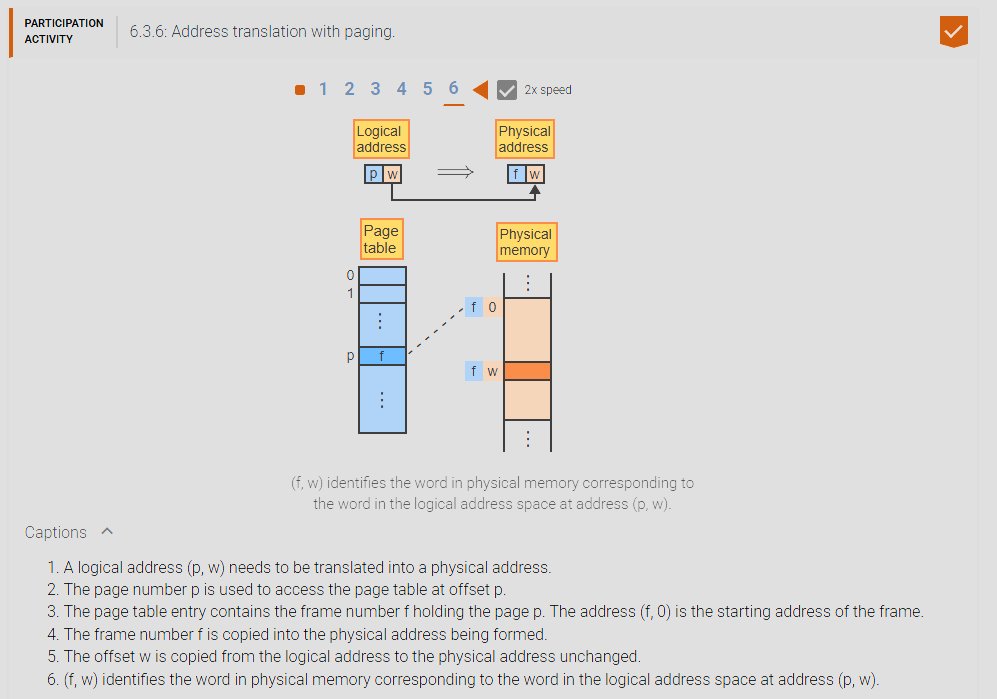 PARTICIPATION
ACTIVITY
6.3.6: Address translation with paging.
1 2 3 4 5 6 2x speed
Logical
address
Physical
address
p w
f w
Page
table
Physical
memory
0
1
⋮
⋮
f 0
p f
f w
⋮
⋮
(f, w) identifies the word in physical memory corresponding to
the word in the logical address space at address (p, w).
Captions
1. A logical address (p, w) needs to be translated into a physical address.
2. The page number p is used to access the page table at offset p.
3. The page table entry contains the frame number f holding the page p. The address (f, 0) is the starting address of the frame.
4. The frame number f is copied into the physical address being formed.
5. The offset w is copied from the logical address to the physical address unchanged.
6. (f, w) identifies the word in physical memory corresponding to the word in the logical address space at address (p, w).